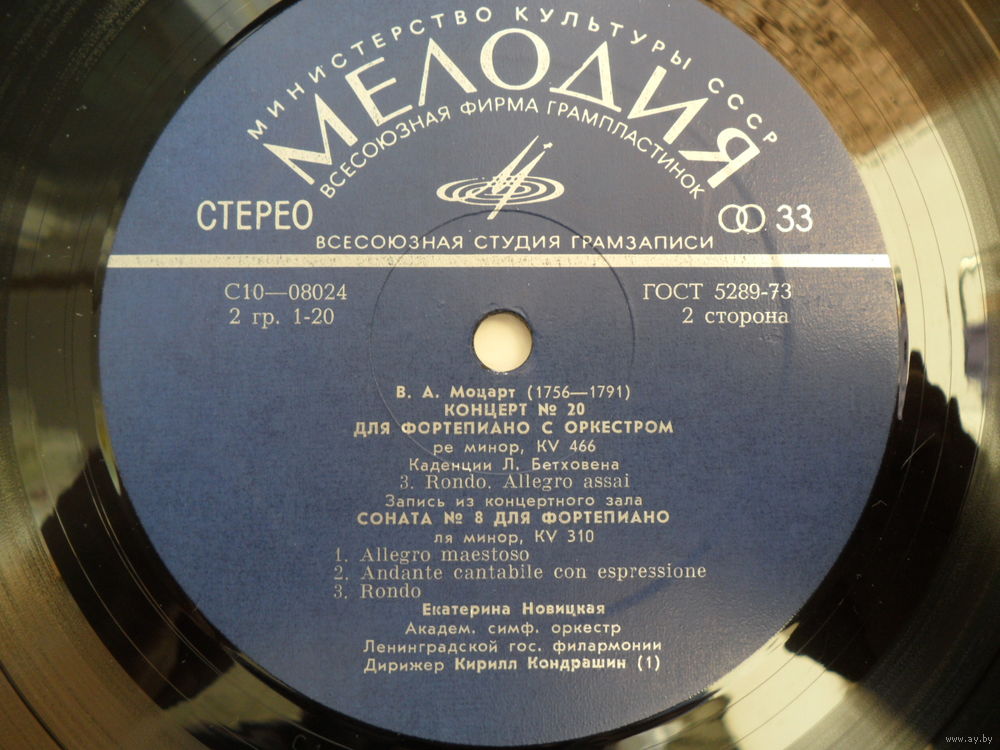 МИНИСТЕРСТВО КУЛЬТУРЫ СССР
МЕЛОДИЯ
ВСЕСОЮЗНАЯ ФИРМА ГРАМПЛАСТИНОК
СТЕРЕО
33
ВСЕСОЮЗНАЯ СТУДИЯ ГРАМЗАПИСИ
С10—08024
ГОСТ 5289-73
2 гр. 1-20
2 сторона
В. А. Моцарт (1756—1791)
КОНЦЕРТ № 20
ДЛЯ ФОРТЕПИАНО С ОРКЕСТРОМ
ре минор, KV 466
Каденции Л. Бетховена
3. Rondo. Allegro assai
Запись из концертного зала
СОНАТА № 8 ДЛЯ ФОРТЕПИАНО
ля минор, KV 310
1. Allegro maestoso
2. Andante cantabile con espressione
3. Rondo
Екатерина Новицкая
Академ. симф. оркестр
Ленинградской гос. филармонии
Дирижер Кирилл Кондрашин (1)
www.ay.by